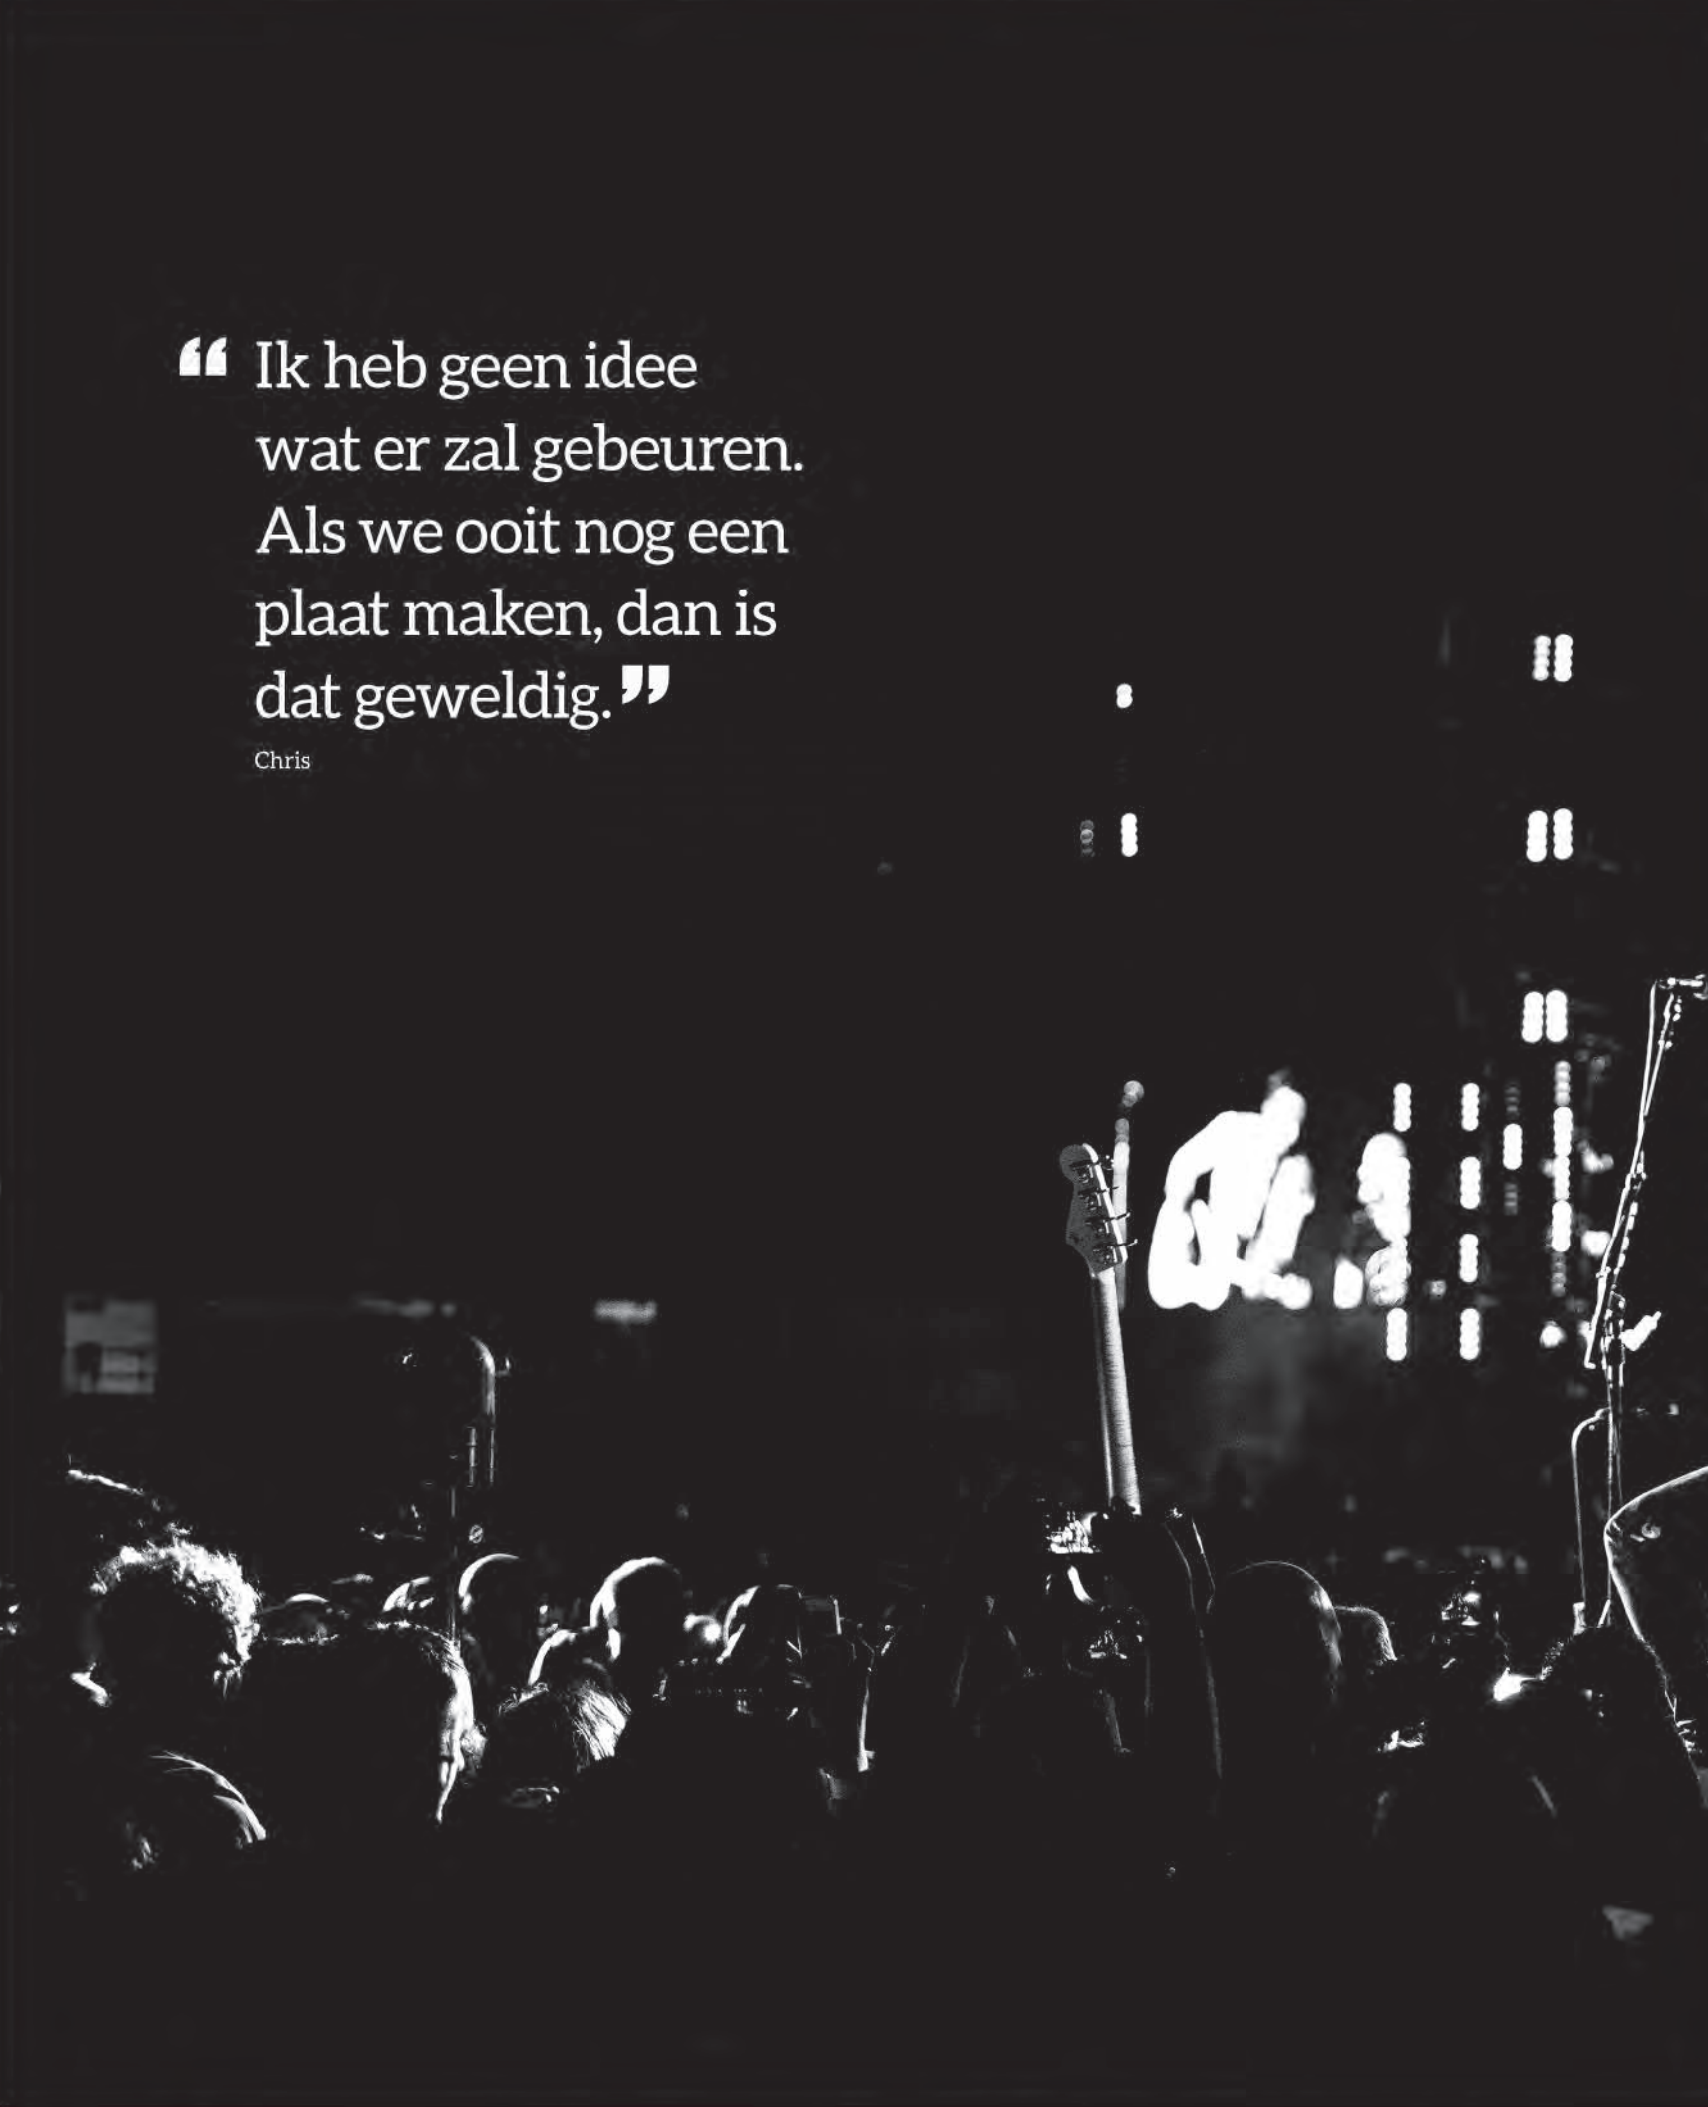 “ Ik heb geen idee
wat er zal gebeuren.
Als we ooit nog een
plaat maken, dan is
dat geweldig.”
Chris